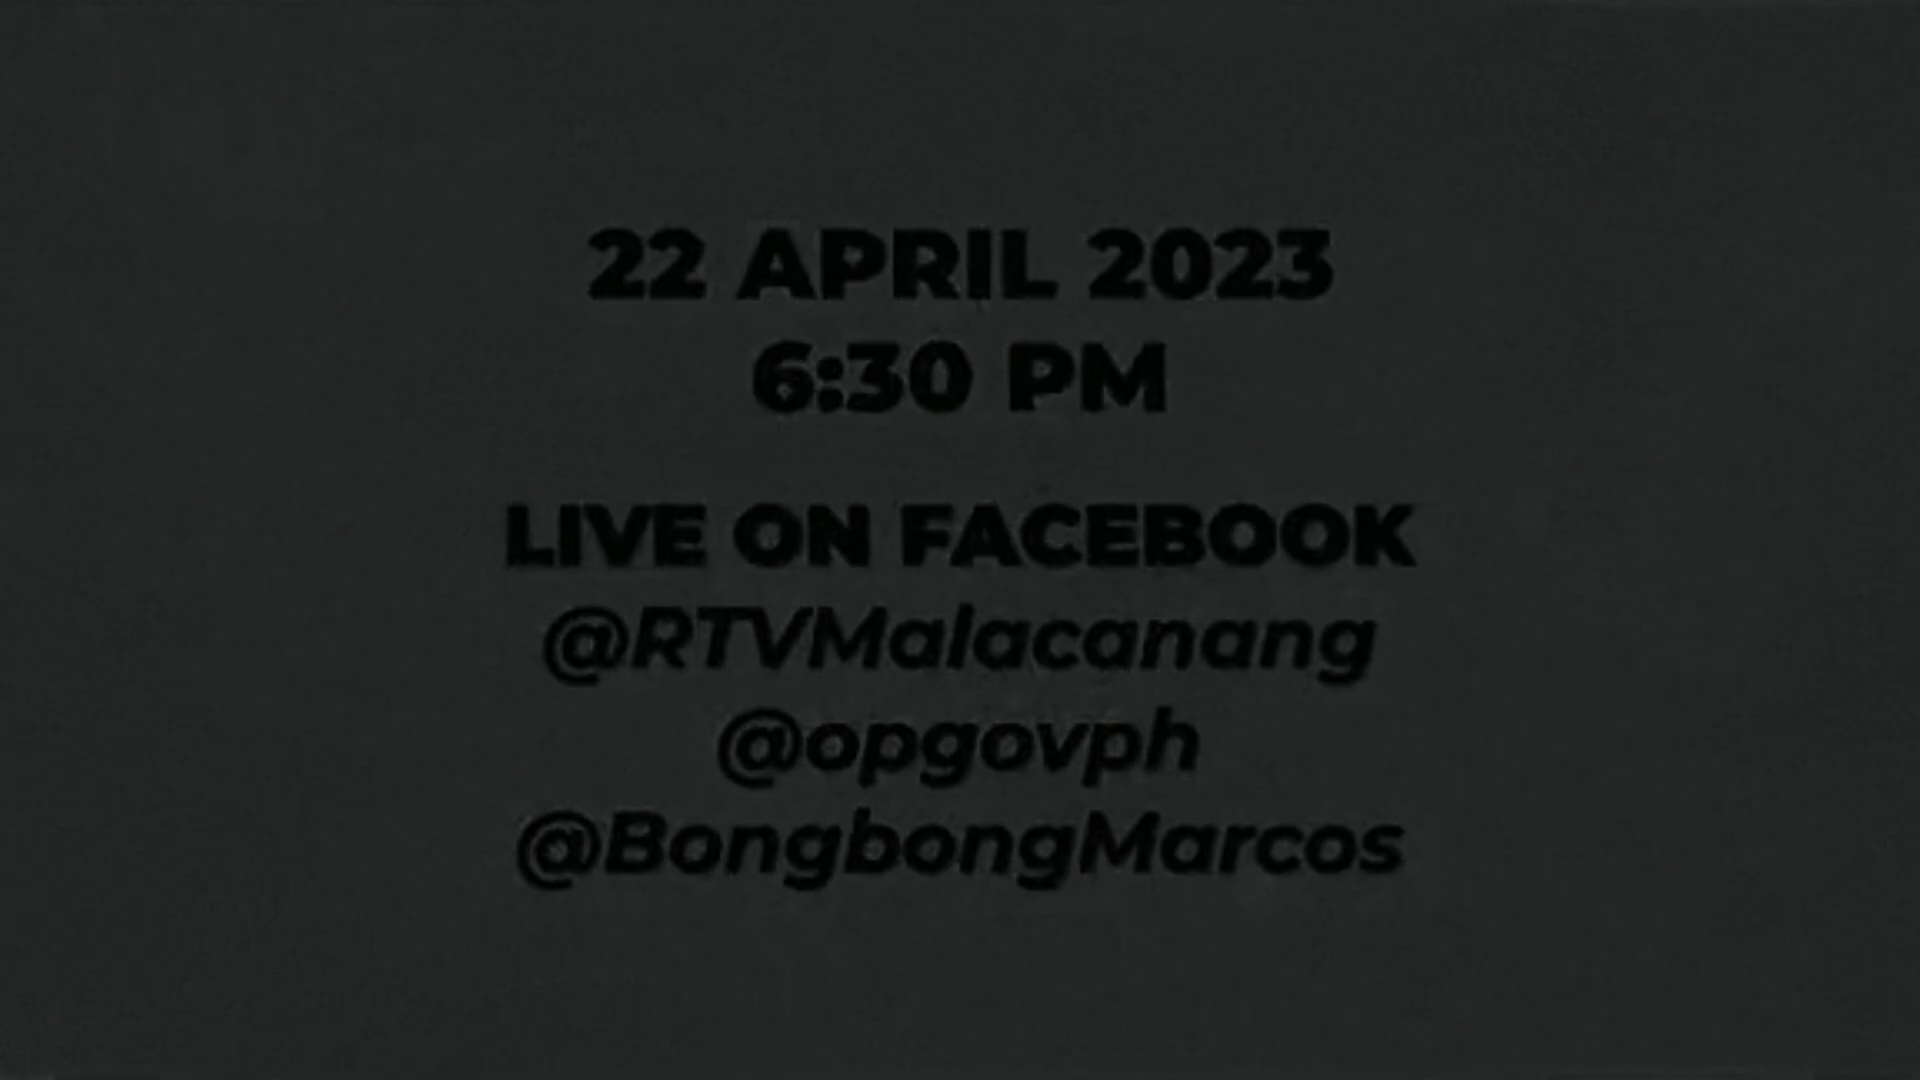 22 APRIL 2023
6:30 PM
LIVE ON FACEBOOK
@RTVMalacanang
@opgovph
@BongbongMarcos